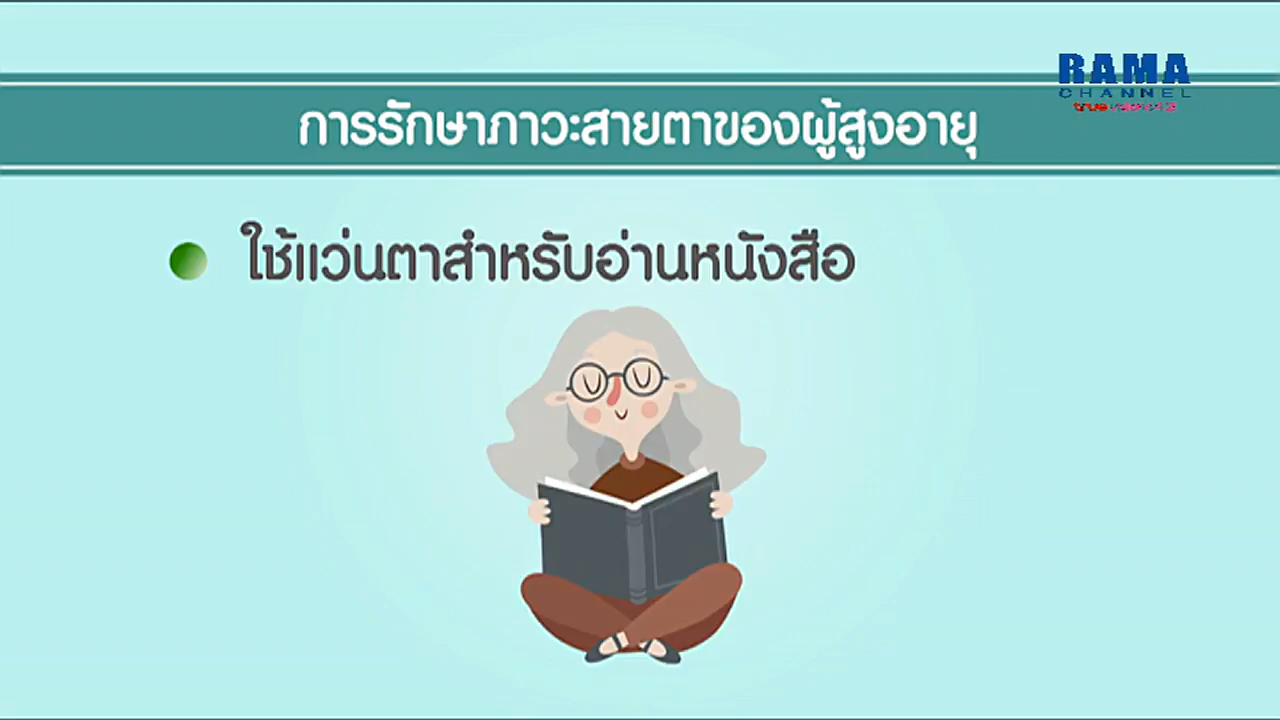 RAMA
CHANNEL
การรักษาภาวะสายตาของผู้สูงอายุ
ใช้แว่นตาสำหรับอ่านหนังสือ